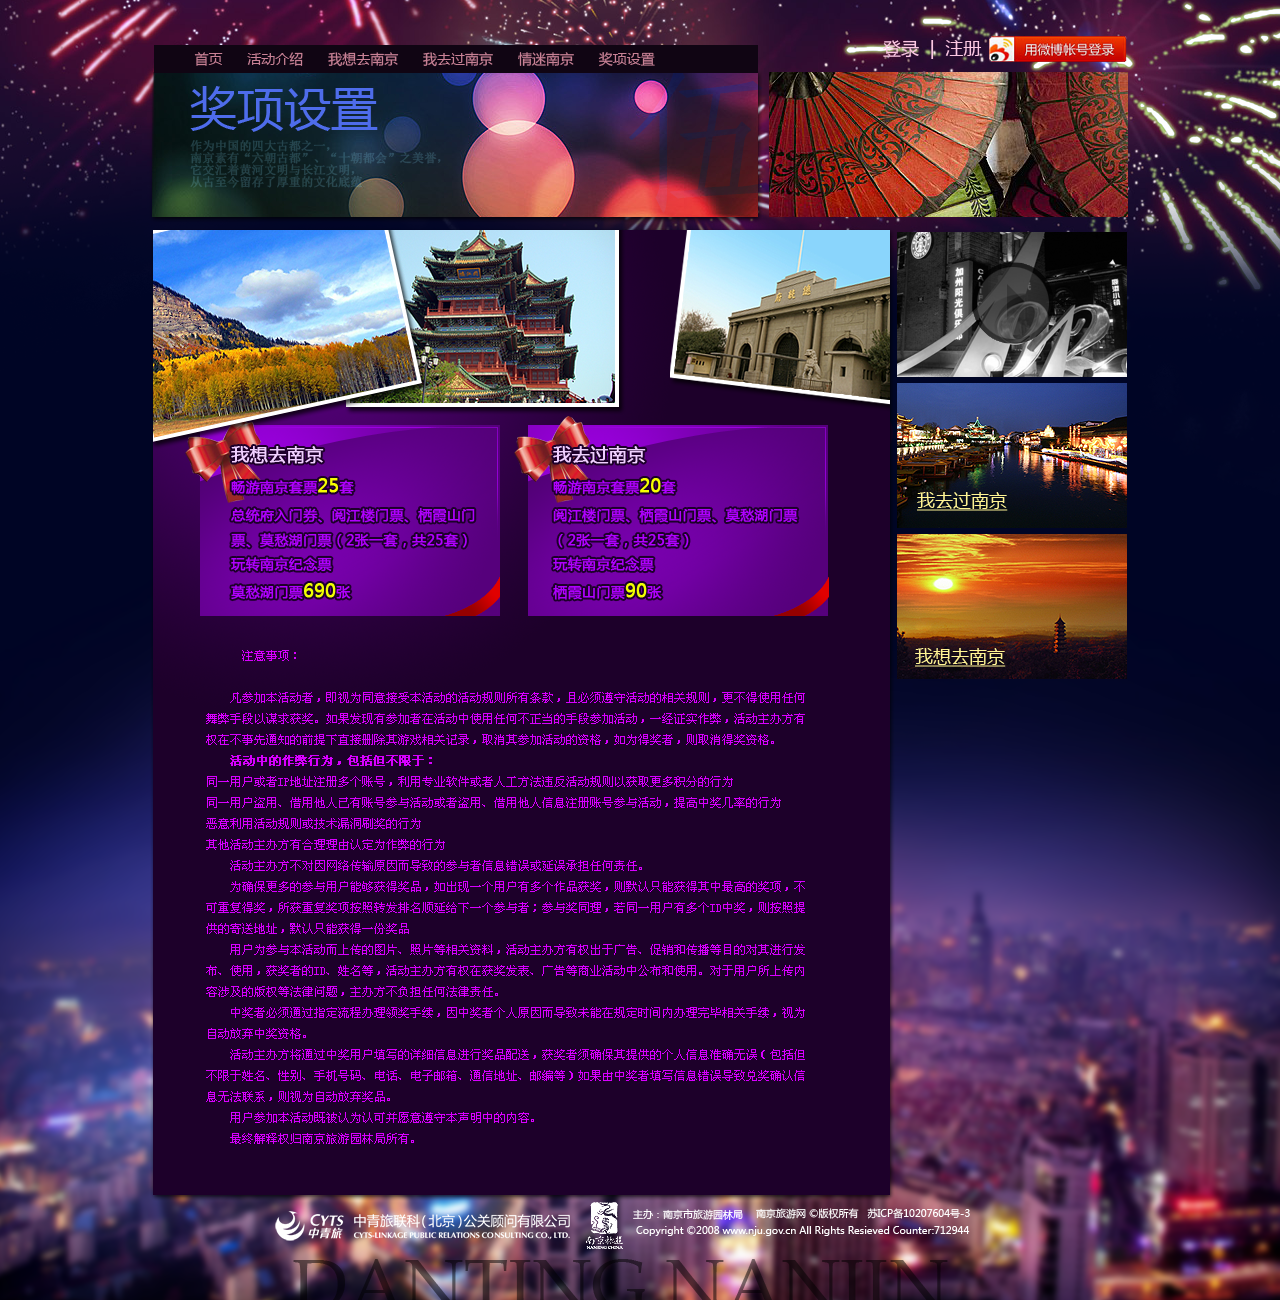 首页 活动介绍 我想去南京 我去过南京 情迷南京 奖项设置
登录 | 注册 用微博帐号登录
奖项设置
作为中国的四大古都之一，
南京素有“六朝古都”、“十朝都会”之美誉，
它交汇着黄河文明与长江文明，
从古至今留存了厚重的文化底蕴
伍
加州阳光俱乐部
我想去南京
畅游南京套票25套
总统府入门券、阅江楼门票、栖霞山门
票、莫愁湖门票（2张一套，共25套）
玩转南京纪念票
莫愁湖门票690张
我去过南京
畅游南京套票20套
阅江楼门票、栖霞山门票、莫愁湖门票
（2张一套，共25套）
玩转南京纪念票
栖霞山门票90张
我去过南京
我想去南京
注意事项：
凡参加本活动者，即视为同意接受本活动的活动规则所有条款，且必须遵守活动的相关规则，更不得使用任何
舞弊手段以谋求获奖。如果发现有参加者在活动中使用任何不正当的手段参加活动，一经证实作弊，活动主办方有
权在不事先通知的前提下直接删除其游戏相关记录，取消其参加活动的资格，如为得奖者，则取消得奖资格。
活动中的作弊行为，包括但不限于：
同一用户或者IP地址注册多个账号，利用专业软件或者人工方法违反活动规则以获取更多积分的行为
同一用户盗用、借用他人已有账号参与活动或者盗用、借用他人信息注册账号参与活动，提高中奖几率的行为
恶意利用活动规则或技术漏洞刷奖的行为
其他活动主办方有合理理由认定为作弊的行为
活动主办方不对因网络传输原因而导致的参与者信息错误或延误承担任何责任。
为确保更多的参与用户能够获得奖品，如出现一个用户有多个作品获奖，则默认只能获得其中最高的奖项，不
可重复得奖，所获重复奖项按照转发排名顺延给下一个参与者；参与奖同理，若同一用户有多个ID中奖，则按照提
供的寄送地址，默认只能获得一份奖品
用户为参与本活动而上传的图片、照片等相关资料，活动主办方有权出于广告、促销和传播等目的对其进行发
布、使用，获奖者的ID、姓名等，活动主办方有权在获奖发表、广告等商业活动中公布和使用。对于用户所上传内
容涉及的版权等法律问题，主办方不负担任何法律责任。
中奖者必须通过指定流程办理领奖手续，因中奖者个人原因而导致未能在规定时间内办理完毕相关手续，视为
自动放弃中奖资格。
活动主办方将通过中奖用户填写的详细信息进行奖品配送，获奖者须确保其提供的个人信息准确无误（包括但
不限于姓名、性别、手机号码、电话、电子邮箱、通信地址、邮编等）如果由中奖者填写信息错误导致兑奖确认信
息无法联系，则视为自动放弃奖品。
用户参加本活动既被认为认可并愿意遵守本声明中的内容。
最终解释权归南京旅游园林局所有。
CYTS 中青旅 中青旅联科（北京）公关顾问有限公司
CYTS-LINKAGE PUBLIC RELATIONS CONSULTING CO., LTD.
南京旅游
NANJING CHINA
主办：南京市旅游园林局 南京旅游网 ©版权所有 苏ICP备10207604号-3
Copyright ©2008 www.nju.gov.cn All Rights Resieved Counter:712944
DANTING NANJIN